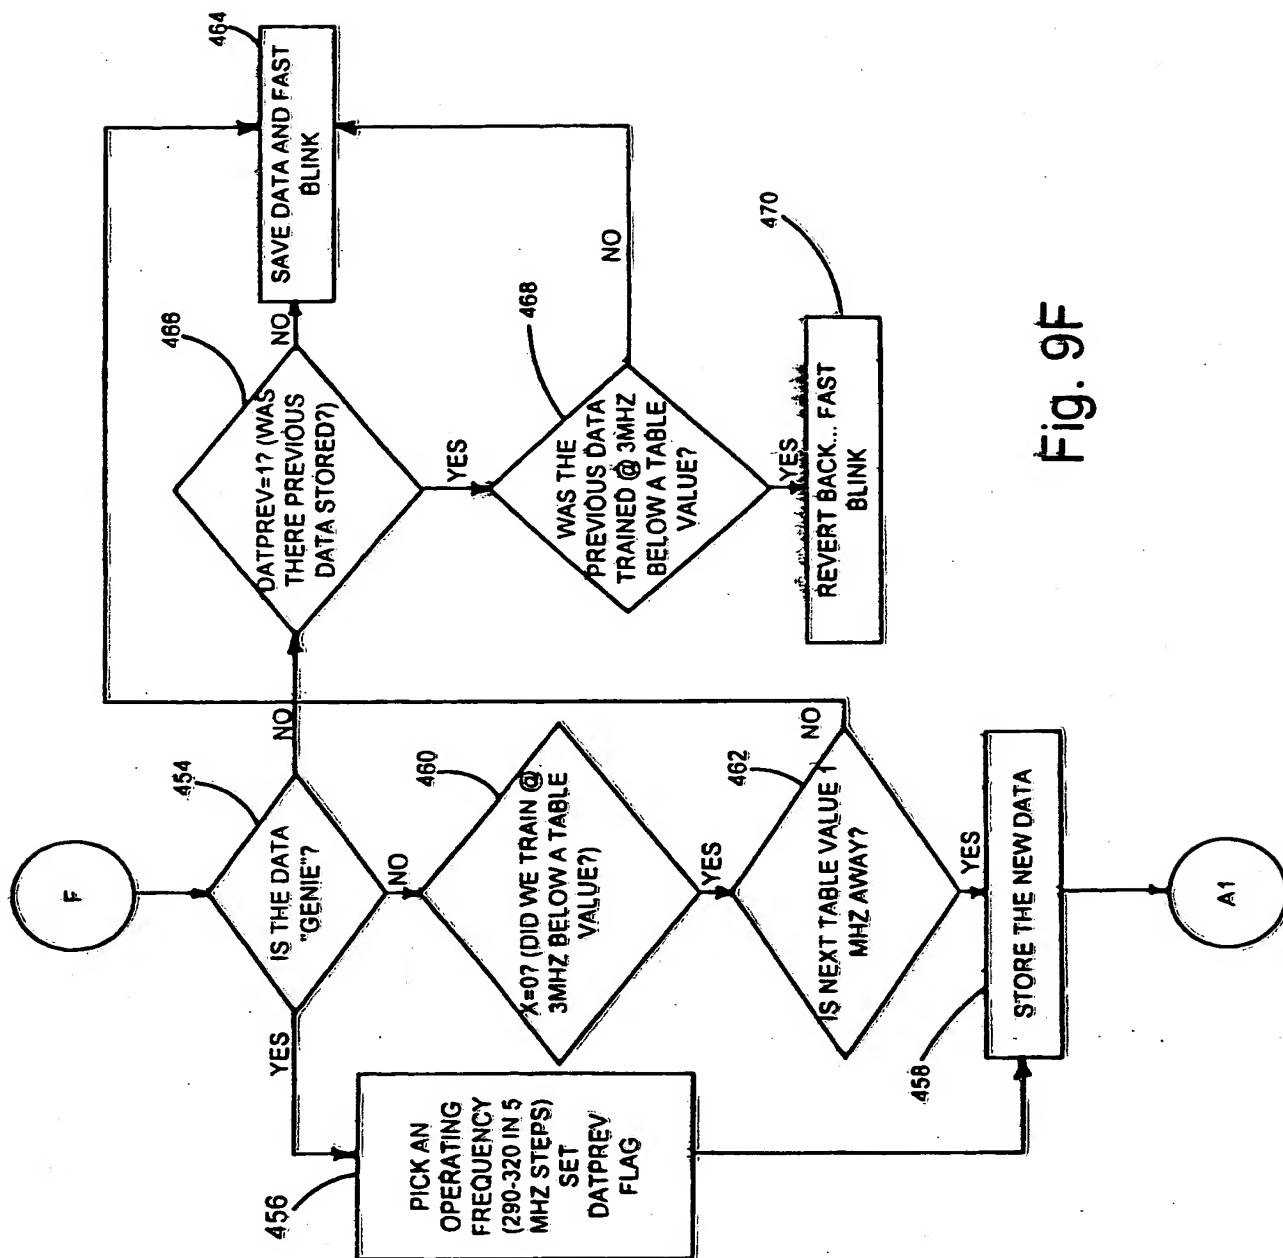 F
454
IS THE DATA
"GENIE"?
YES
NO
NO
456
PICK AN
OPERATING
FREQUENCY
(290-320 IN 5
MHZ STEPS)
SET
DATPREV
FLAG
460
X=0? (DID WE TRAIN @
3MHZ BELOW A TABLE
VALUE?)
YES
462
IS NEXT TABLE VALUE 1
MHZ AWAY?
NO
YES
458
STORE THE NEW DATA
A1
466
DATPREV=1? (WAS
THERE PREVIOUS
DATA STORED?)
NO
YES
464
SAVE DATA AND FAST
BLINK
468
WAS THE
PREVIOUS DATA
TRAINED @ 3MHZ
BELOW A TABLE
VALUE?
NO
YES
470
REVERT BACK... FAST
BLINK
Fig. 9F